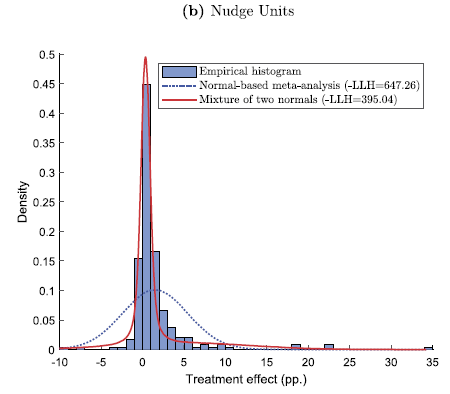 (b) Nudge Units
0.5
0.45
0.4
0.35
0.3
0.25
0.2
0.15
0.1
0.05
0
Density
Empirical histogram
Normal-based meta-analysis (-LLH=647.26)
Mixture of two normals (-LLH=395.04)
-10 -5 0 5 10 15 20 25 30 35
Treatment effect (pp.)